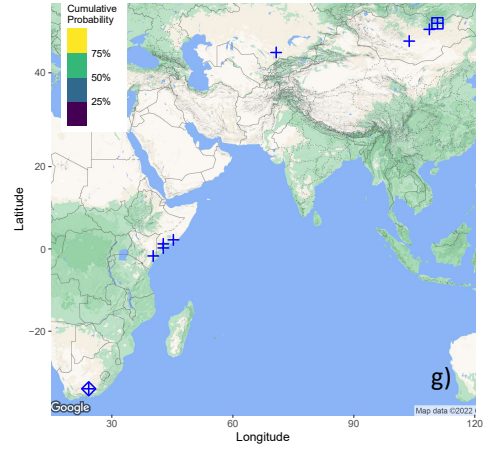 Cumulative
Probability
75%
50%
25%
40
20
0
−20
Latitude
g)
Google
Map data ©2022
30
60
90
120
Longitude